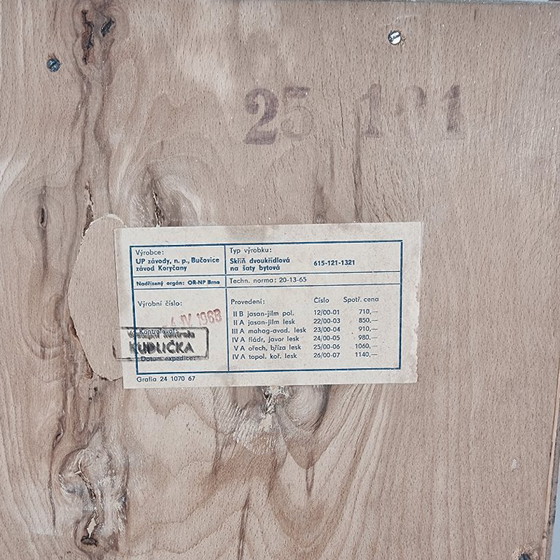 25 121
Výrobce:
UP závody, n. p., Bučovice
závod Koryčany
Typ výrobku:
Skříň dvoukřídlová
na šaty bytová
615-121-1321
Nadřízený orgán: OR-NP Brno
Techn. norma: 20-13-65
Výrobní číslo:
IV 1968
kontrola
KUDLIČKA
Datum expedice:
Provedení: Číslo Spotř. cena
II B jasan-jilm pol. 12/00-01 710,—
II A jasan-jilm lesk 22/00-03 850,—
III A mahag-avod. lesk 23/00-04 910,—
IV A fládr, javor lesk 24/00-05 980,—
V A ořech, bříza lesk 25/00-06 1060,—
IV A topol. koř. lesk 26/00-07 1140,—
Grafia 24 1070 67